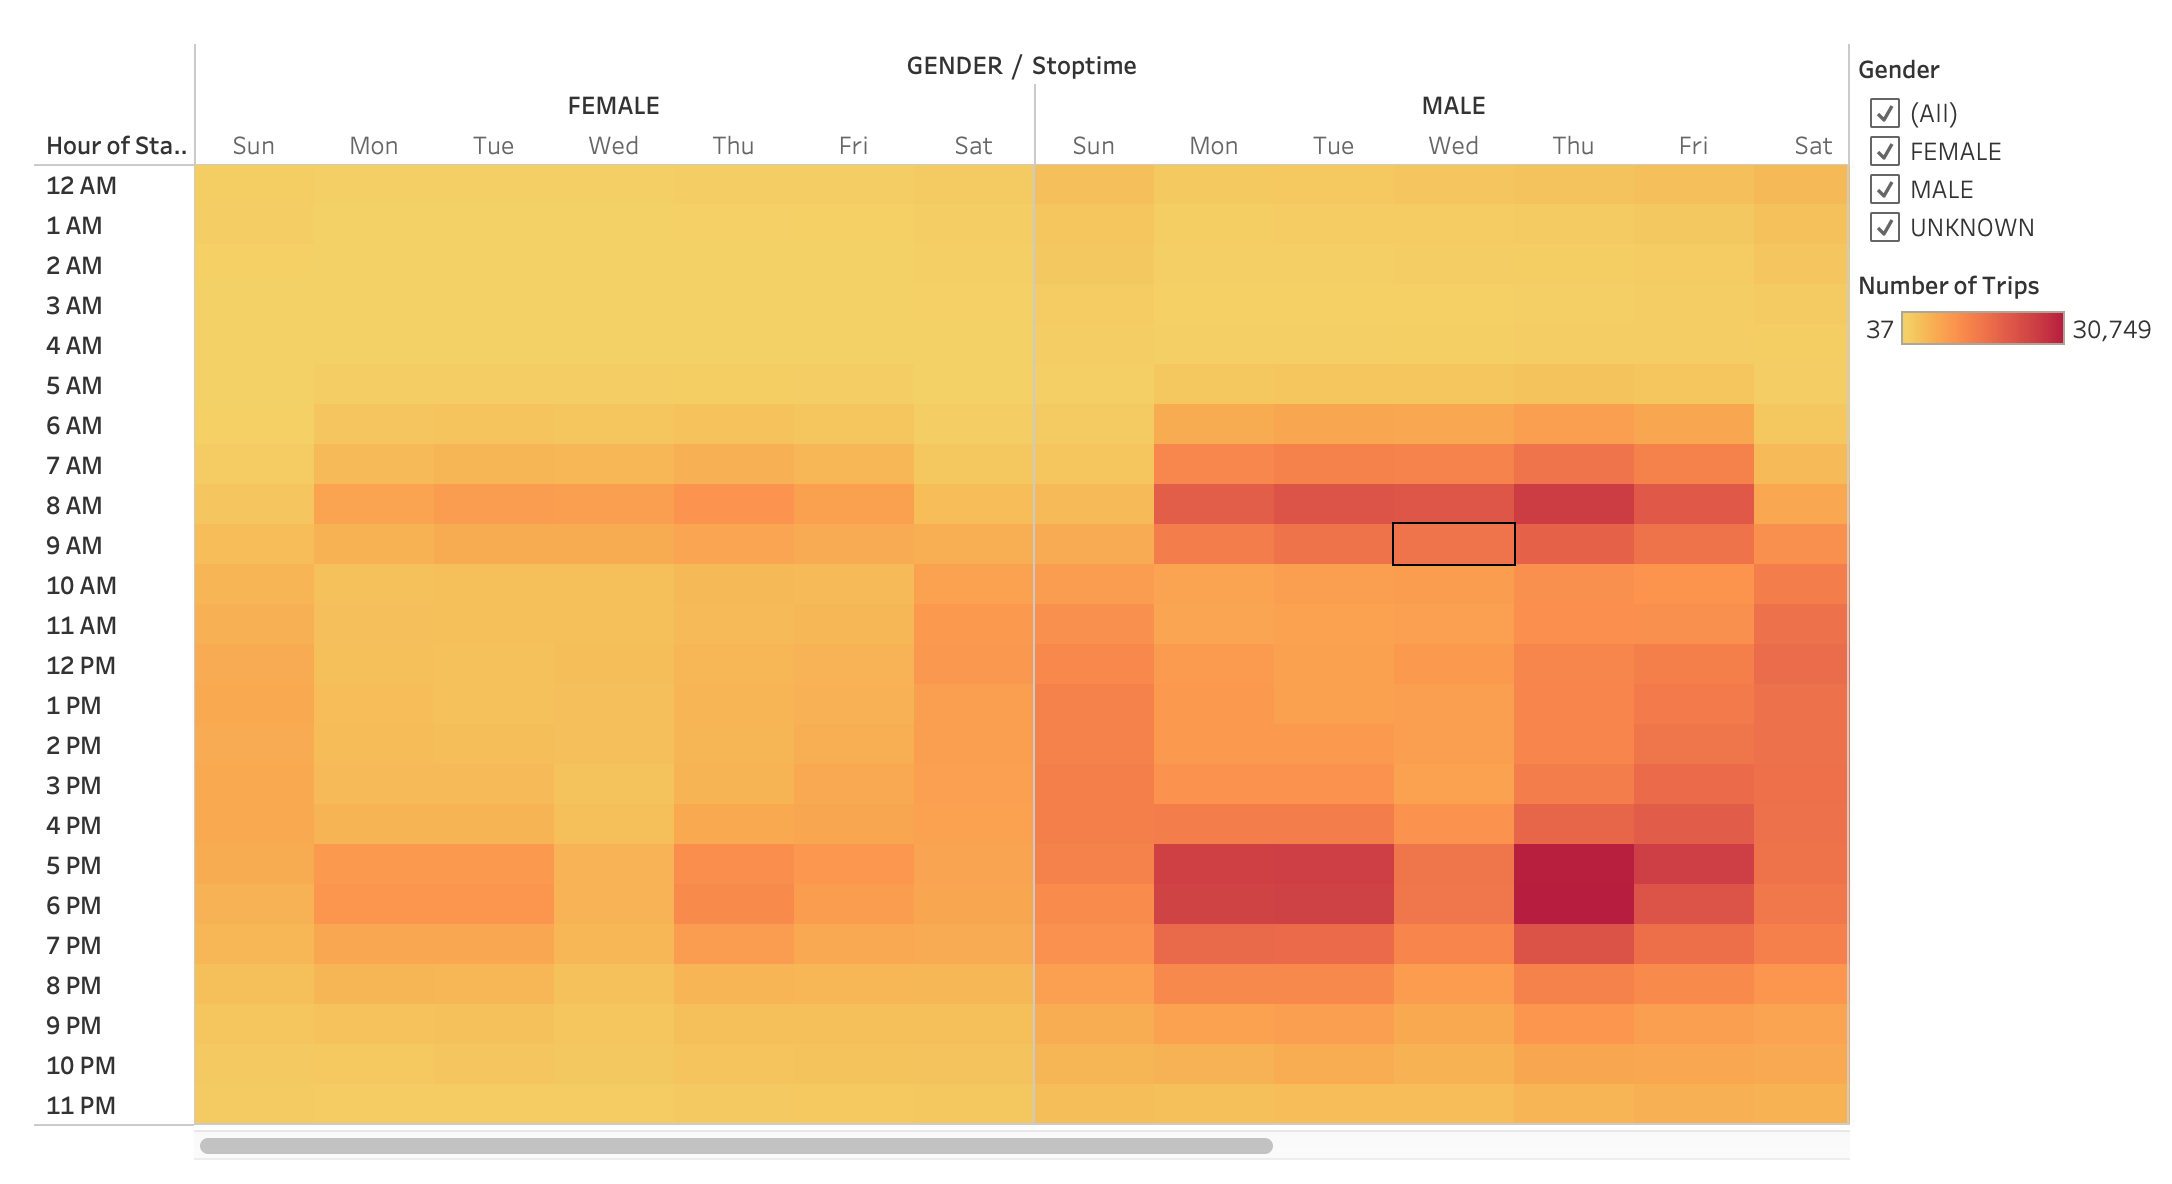 GENDER / Stoptime
FEMALE MALE
Hour of Sta.. Sun Mon Tue Wed Thu Fri Sat Sun Mon Tue Wed Thu Fri Sat
12 AM
1 AM
2 AM
3 AM
4 AM
5 AM
6 AM
7 AM
8 AM
9 AM
10 AM
11 AM
12 PM
1 PM
2 PM
3 PM
4 PM
5 PM
6 PM
7 PM
8 PM
9 PM
10 PM
11 PM
Gender
(All)
FEMALE
MALE
UNKNOWN
Number of Trips
37 30,749